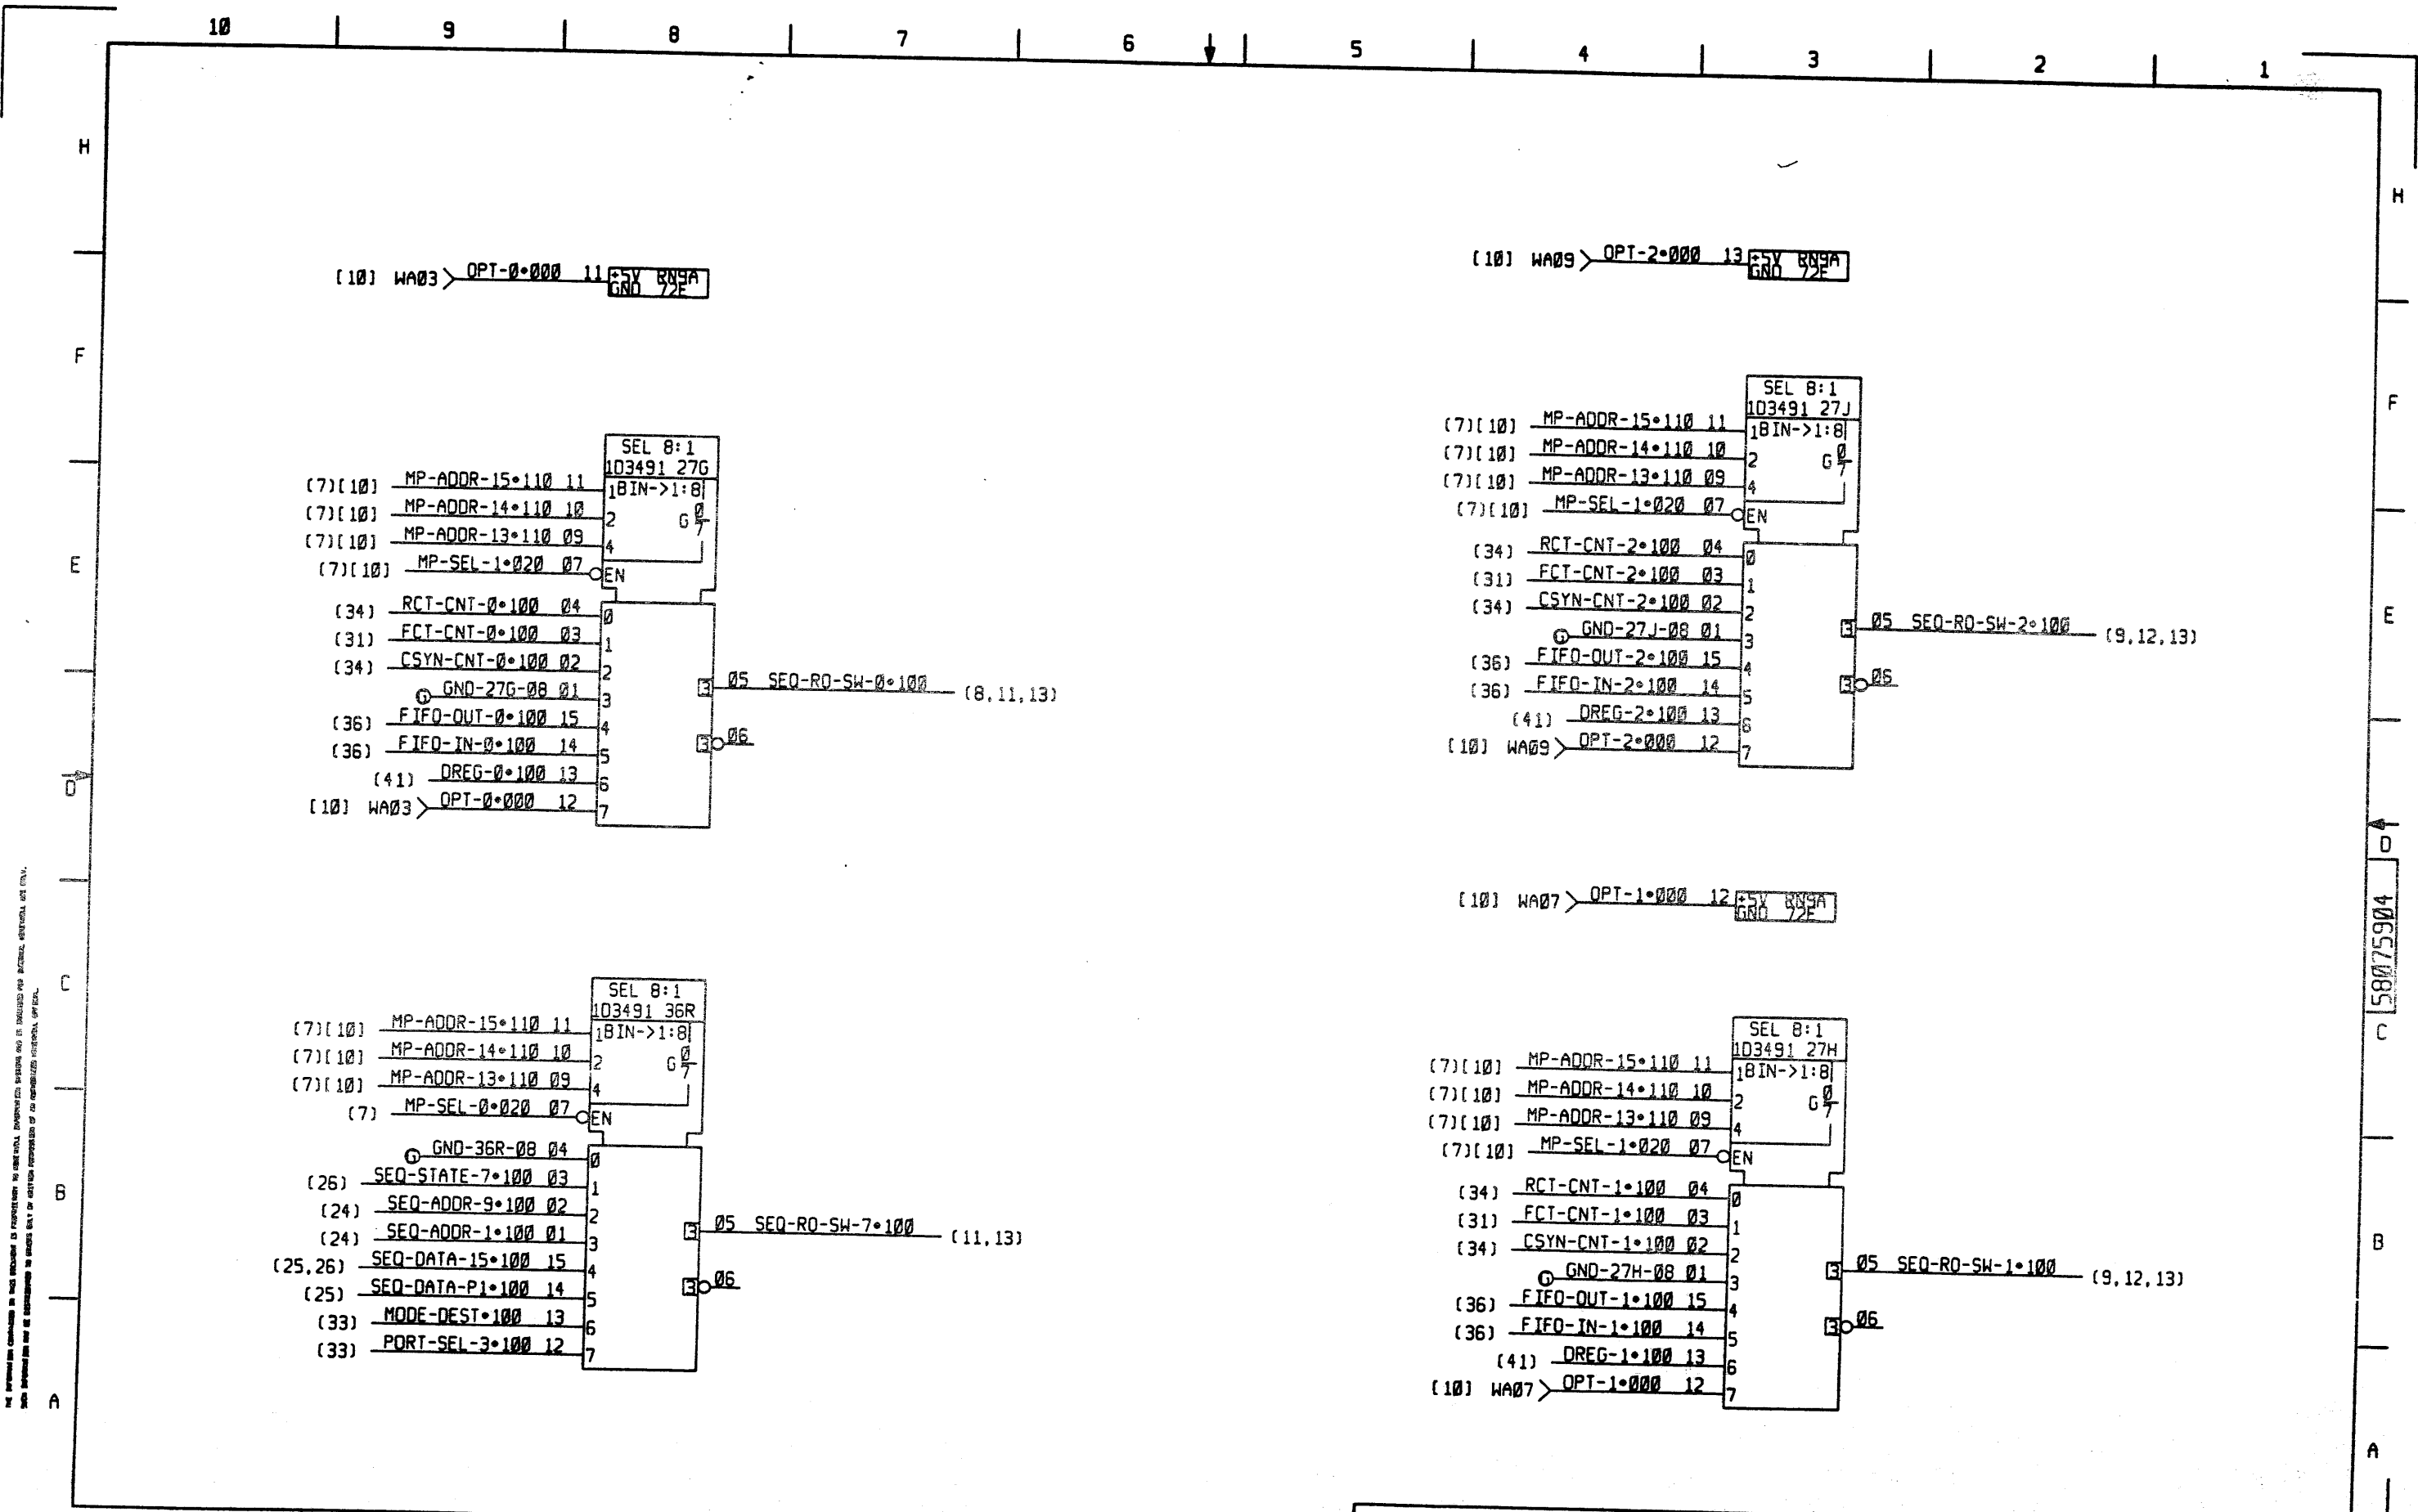 10 9 8 7 6 5 4 3 2 1
H
H
[10] WA03 OPT-0•000 11 +5V RN9A
GND 72E
[10] WA09 OPT-2•000 13 +5V RN9A
GND 72E
F
F
SEL 8:1
1D3491 27G
(7)[10] MP-ADDR-15•110 11 1 BIN->1:8
(7)[10] MP-ADDR-14•110 10 2 G 0/7
(7)[10] MP-ADDR-13•110 09 4
(7)[10] MP-SEL-1•020 07 EN
(34) RCT-CNT-0•100 04 0
(31) FCT-CNT-0•100 03 1
(34) CSYN-CNT-0•100 02 2
G GND-27G-08 01 3
(36) FIFO-OUT-0•100 15 4
(36) FIFO-IN-0•100 14 5
(41) DREG-0•100 13 6
[10] WA03 OPT-0•000 12 7
3 05 SEQ-RO-SW-0•100 (8,11,13)
3 06
SEL 8:1
1D3491 27J
(7)[10] MP-ADDR-15•110 11 1 BIN->1:8
(7)[10] MP-ADDR-14•110 10 2 G 0/7
(7)[10] MP-ADDR-13•110 09 4
(7)[10] MP-SEL-1•020 07 EN
(34) RCT-CNT-2•100 04 0
(31) FCT-CNT-2•100 03 1
(34) CSYN-CNT-2•100 02 2
G GND-27J-08 01 3
(36) FIFO-OUT-2•100 15 4
(36) FIFO-IN-2•100 14 5
(41) DREG-2•100 13 6
[10] WA09 OPT-2•000 12 7
3 05 SEQ-RO-SW-2•100 (9,12,13)
3 06
E
E
D
D
58075904
[10] WA07 OPT-1•000 12 +5V RN9A
GND 72E
C
C
SEL 8:1
1D3491 36R
(7)[10] MP-ADDR-15•110 11 1 BIN->1:8
(7)[10] MP-ADDR-14•110 10 2 G 0/7
(7)[10] MP-ADDR-13•110 09 4
(7) MP-SEL-0•020 07 EN
G GND-36R-08 04 0
(26) SEQ-STATE-7•100 03 1
(24) SEQ-ADDR-9•100 02 2
(24) SEQ-ADDR-1•100 01 3
(25,26) SEQ-DATA-15•100 15 4
(25) SEQ-DATA-P1•100 14 5
(33) MODE-DEST•100 13 6
(33) PORT-SEL-3•100 12 7
3 05 SEQ-RO-SW-7•100 (11,13)
3 06
SEL 8:1
1D3491 27H
(7)[10] MP-ADDR-15•110 11 1 BIN->1:8
(7)[10] MP-ADDR-14•110 10 2 G 0/7
(7)[10] MP-ADDR-13•110 09 4
(7)[10] MP-SEL-1•020 07 EN
(34) RCT-CNT-1•100 04 0
(31) FCT-CNT-1•100 03 1
(34) CSYN-CNT-1•100 02 2
G GND-27H-08 01 3
(36) FIFO-OUT-1•100 15 4
(36) FIFO-IN-1•100 14 5
(41) DREG-1•100 13 6
[10] WA07 OPT-1•000 12 7
3 05 SEQ-RO-SW-1•100 (9,12,13)
3 06
B
B
A
A